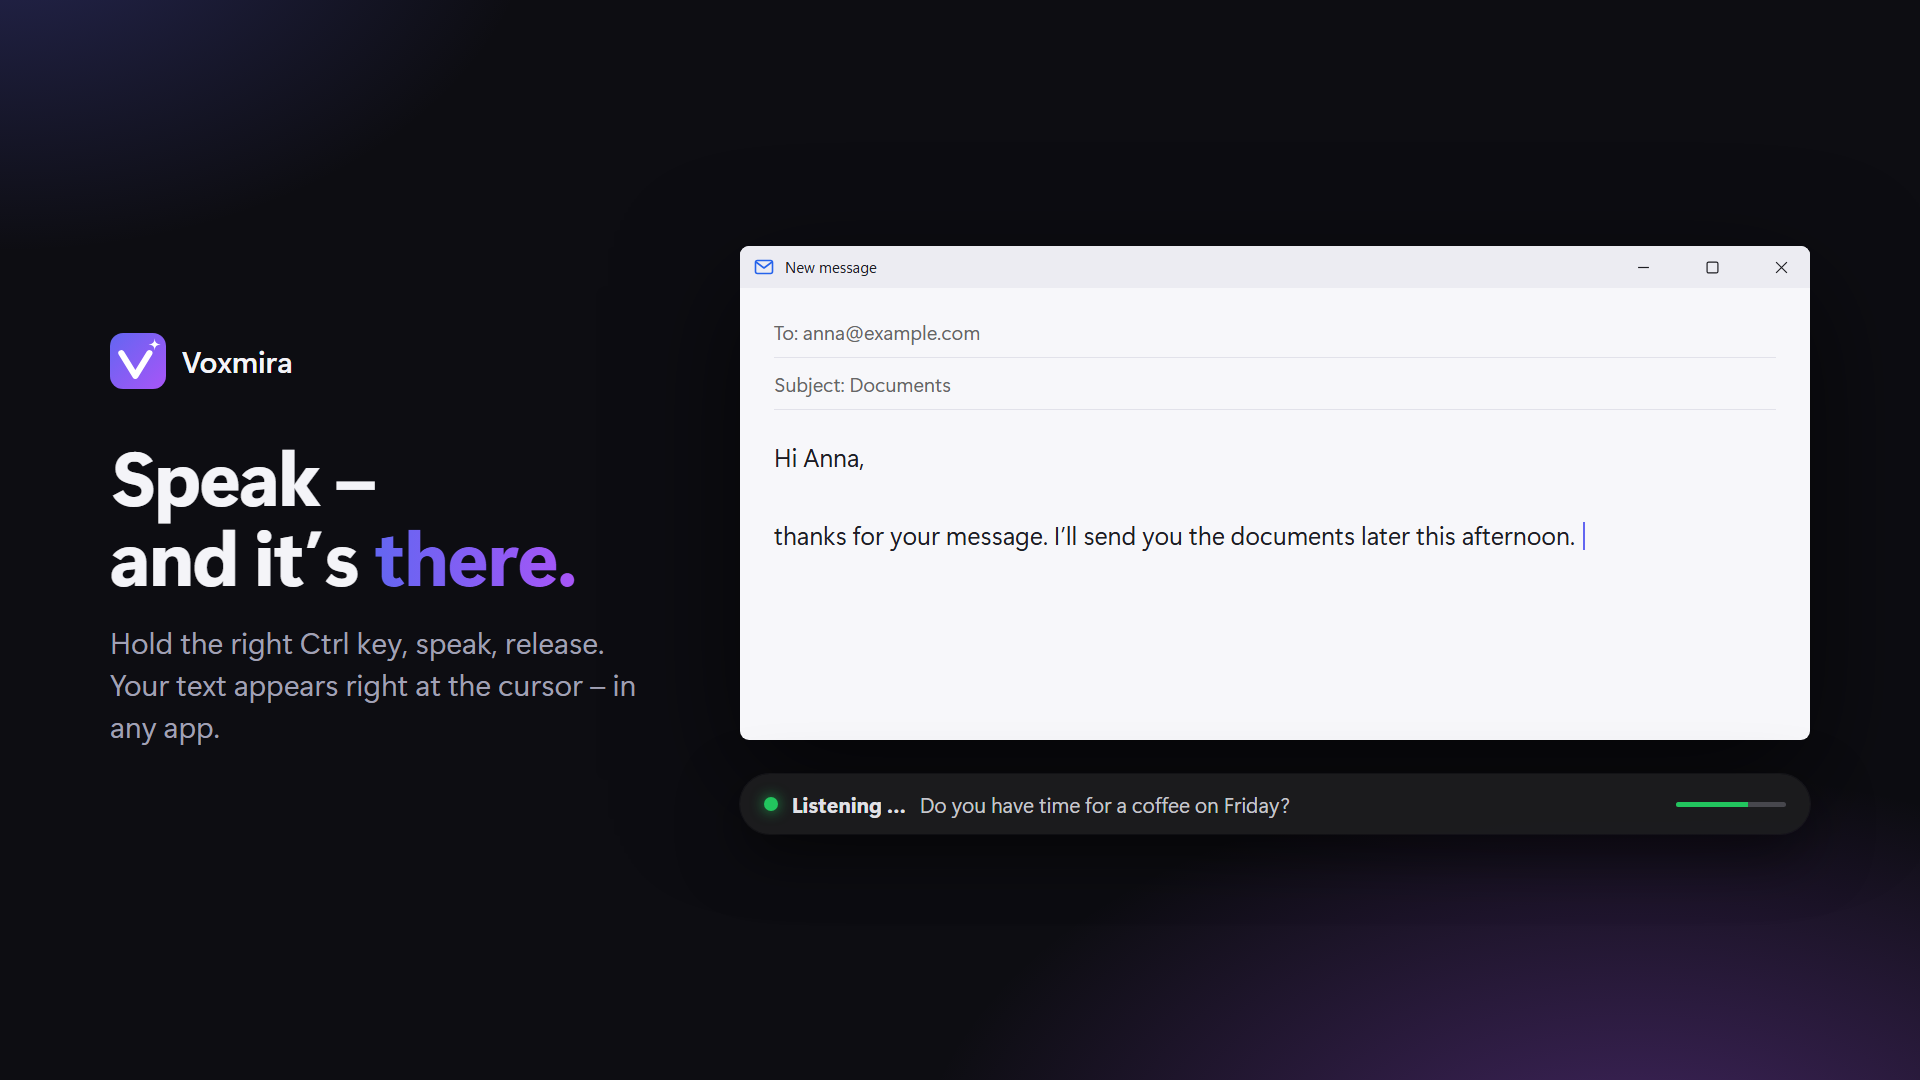 Voxmira
Speak –
and it’s there.
Hold the right Ctrl key, speak, release.
Your text appears right at the cursor – in
any app.
New message
To: anna@example.com
Subject: Documents
Hi Anna,
thanks for your message. I’ll send you the documents later this afternoon.
Listening ... Do you have time for a coffee on Friday?